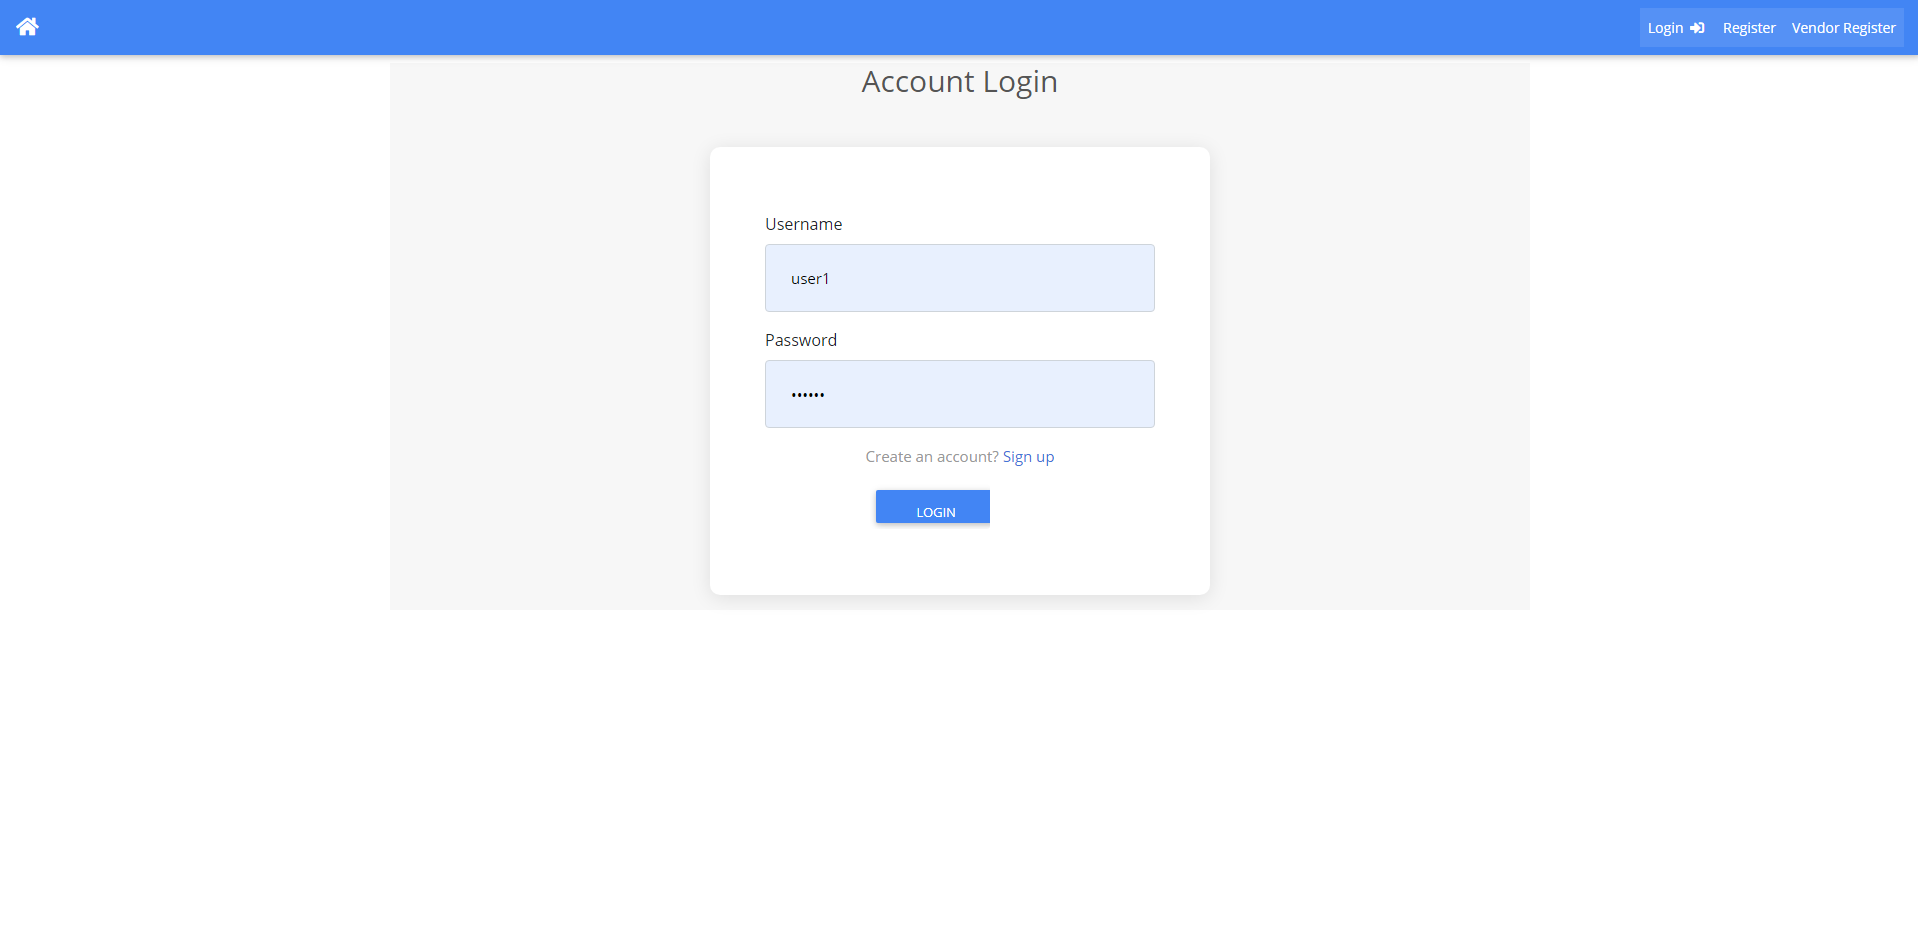 Login Register Vendor Register
Account Login
Username
user1
Password
••••••
Create an account? Sign up
LOGIN